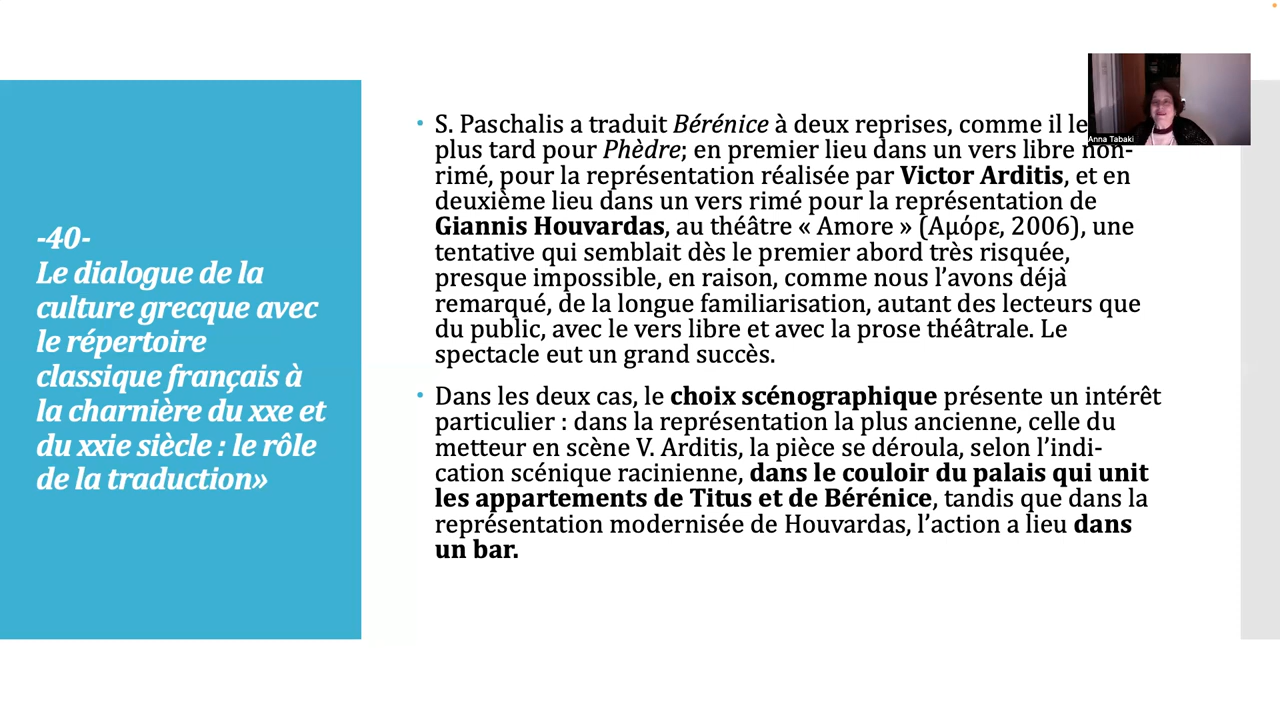 -40-
Le dialogue de la
culture grecque avec
le répertoire
classique français à
la charnière du xxe et
du xxie siècle : le rôle
de la traduction»
• S. Paschalis a traduit Bérénice à deux reprises, comme il le
plus tard pour Phèdre; en premier lieu dans un vers libre non-
rimé, pour la représentation réalisée par Victor Arditis, et en
deuxième lieu dans un vers rimé pour la représentation de
Giannis Houvardas, au théâtre « Amore » (Αμόρε, 2006), une
tentative qui semblait dès le premier abord très risquée,
presque impossible, en raison, comme nous l’avons déjà
remarqué, de la longue familiarisation, autant des lecteurs que
du public, avec le vers libre et avec la prose théâtrale. Le
spectacle eut un grand succès.
• Dans les deux cas, le choix scénographique présente un intérêt
particulier : dans la représentation la plus ancienne, celle du
metteur en scène V. Arditis, la pièce se déroula, selon l’indi-
cation scénique racinienne, dans le couloir du palais qui unit
les appartements de Titus et de Bérénice, tandis que dans la
représentation modernisée de Houvardas, l’action a lieu dans
un bar.
Anna Tabaki